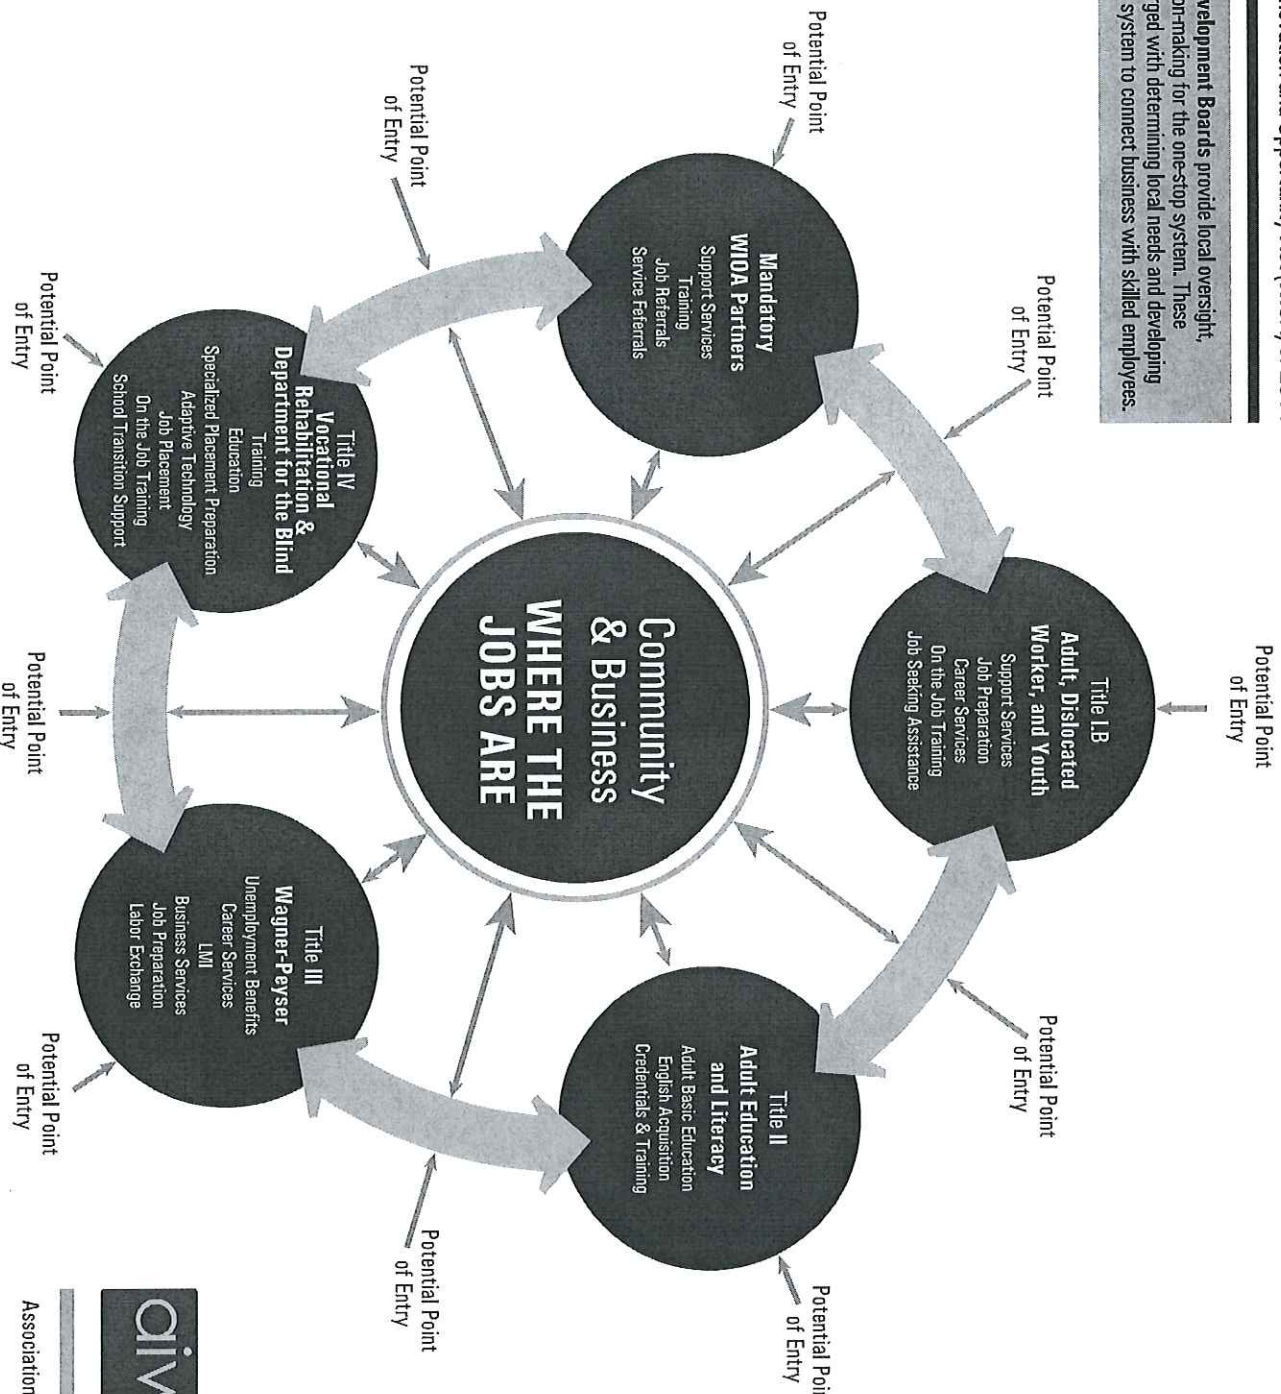 and Opportunity Act
velopment Boards provide local oversight,
on-making for the one-stop system. These
rged with determining local needs and developing
system to connect business with skilled employees.
Potential Point
of Entry
Title I.B
Adult, Dislocated
Worker, and Youth
Support Services
Job Preparation
Career Services
On the Job Training
Job Seeking Assistance
Potential Point
of Entry
Potential Point
of Entry
Potential Point
of Entry
Mandatory
WIOA Partners
Support Services
Training
Job Referrals
Service Feferrals
Title II
Adult Education
and Literacy
Adult Basic Education
English Acquisition
Credentials & Training
Potential Poin
of Entry
Community
& Business
WHERE THE
JOBS ARE
Potential Point
of Entry
Potential Point
of Entry
Title IV
Vocational
Rehabilitation &
Department for the Blind
Training
Education
Specialized Placement Preparation
Adaptive Technology
Job Placement
On the Job Training
School Transition Support
Title III
Wagner-Peyser
Unemployment Benefits
Career Services
LMI
Business Services
Job Preparation
Labor Exchange
Potential Point
of Entry
Potential Point
of Entry
Potential Point
of Entry
Association